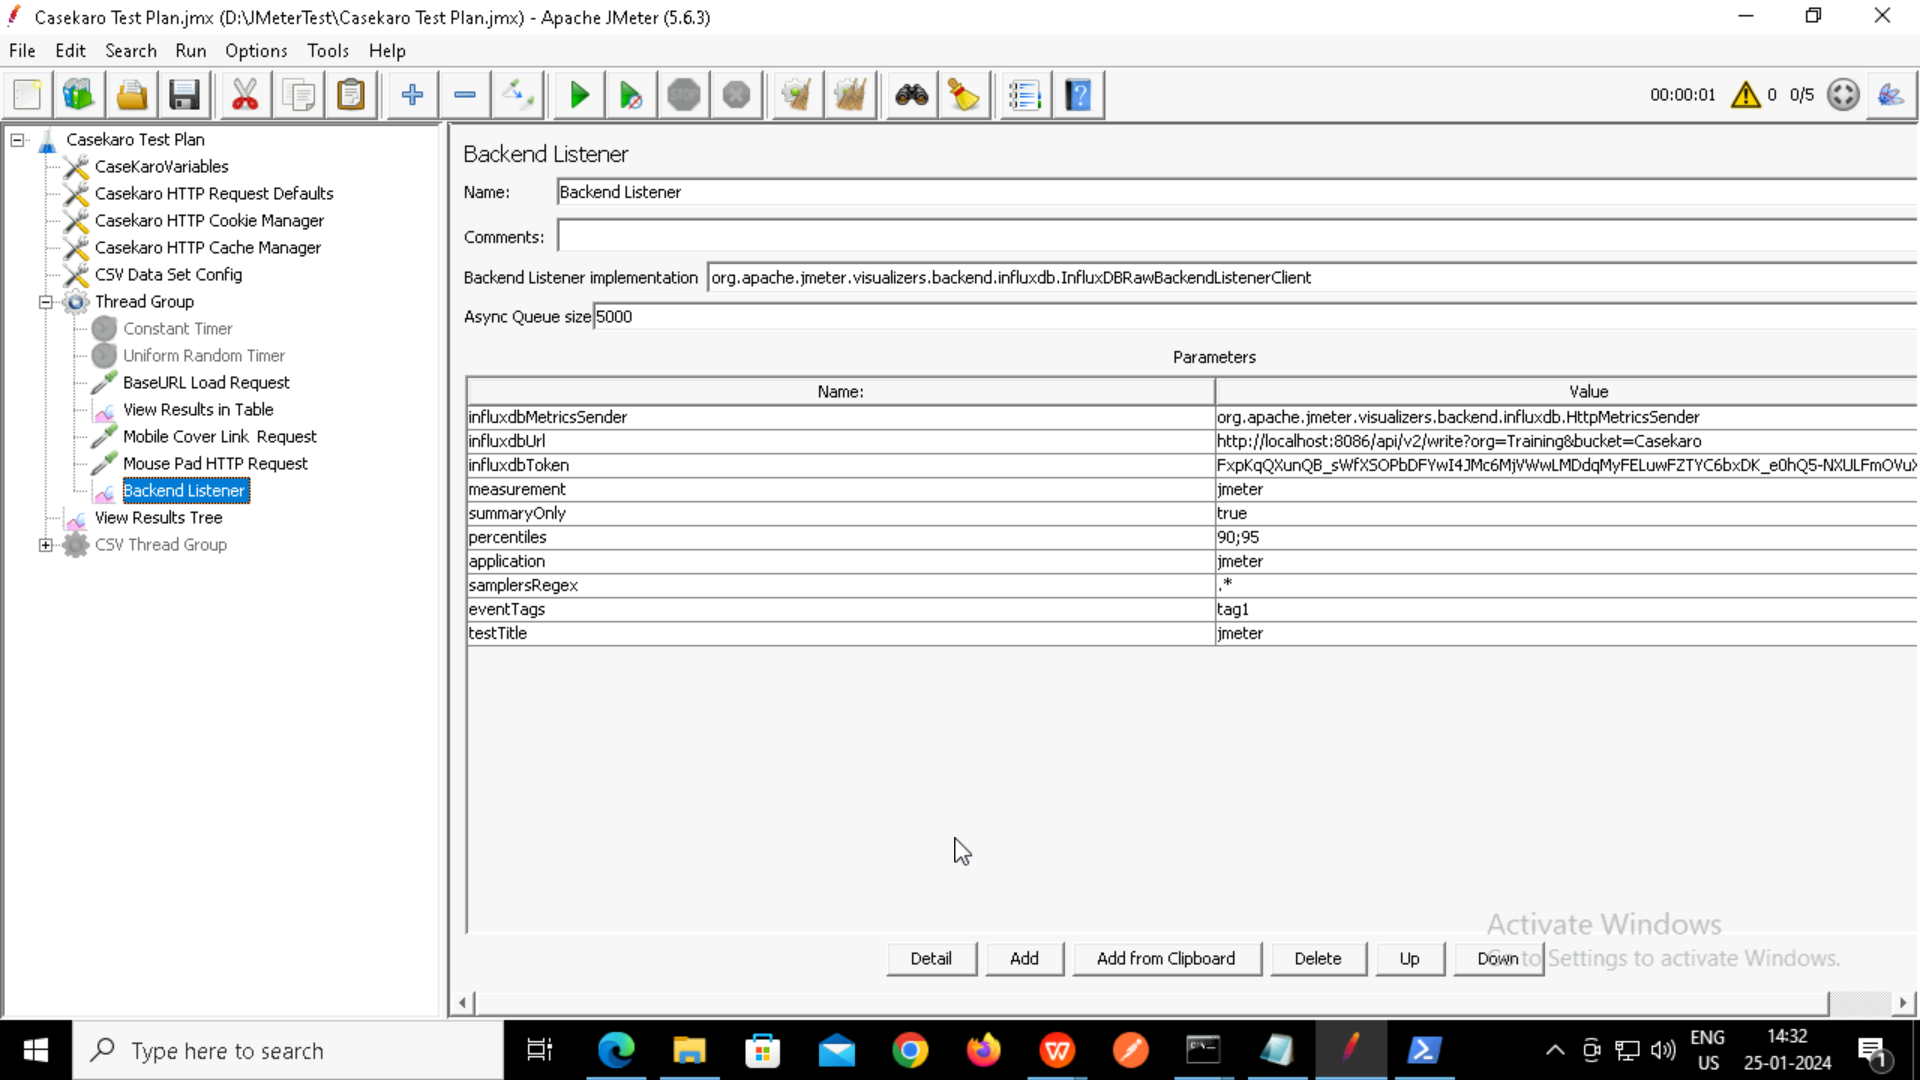 Casekaro Test Plan.jmx (D:\JMeterTest\Casekaro Test Plan.jmx) - Apache JMeter (5.6.3)
File Edit Search Run Options Tools Help
STOP
00:00:01 0 0/5
Casekaro Test Plan
CaseKaroVariables
Casekaro HTTP Request Defaults
Casekaro HTTP Cookie Manager
Casekaro HTTP Cache Manager
CSV Data Set Config
Thread Group
Constant Timer
Uniform Random Timer
BaseURL Load Request
View Results in Table
Mobile Cover Link Request
Mouse Pad HTTP Request
Backend Listener
View Results Tree
CSV Thread Group
Backend Listener
Name: Backend Listener
Comments:
Backend Listener implementation org.apache.jmeter.visualizers.backend.influxdb.InfluxDBRawBackendListenerClient
Async Queue size 5000
Parameters
Name: Value
influxdbMetricsSender org.apache.jmeter.visualizers.backend.influxdb.HttpMetricsSender
influxdbUrl http://localhost:8086/api/v2/write?org=Training&bucket=Casekaro
influxdbToken
measurement jmeter
summaryOnly true
percentiles 90;95
application jmeter
samplersRegex .*
eventTags tag1
testTitle jmeter
Activate Windows
Go to Settings to activate Windows.
Detail Add Add from Clipboard Delete Up Down
Type here to search
ENG
US
14:32
25-01-2024
1